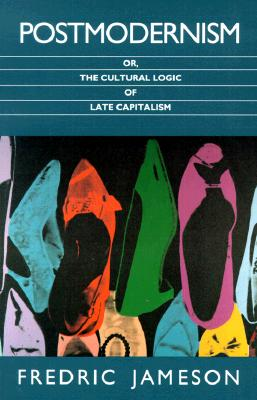 POSTMODERNISM
OR,
THE CULTURAL LOGIC
OF
LATE CAPITALISM
FREDRIC JAMESON